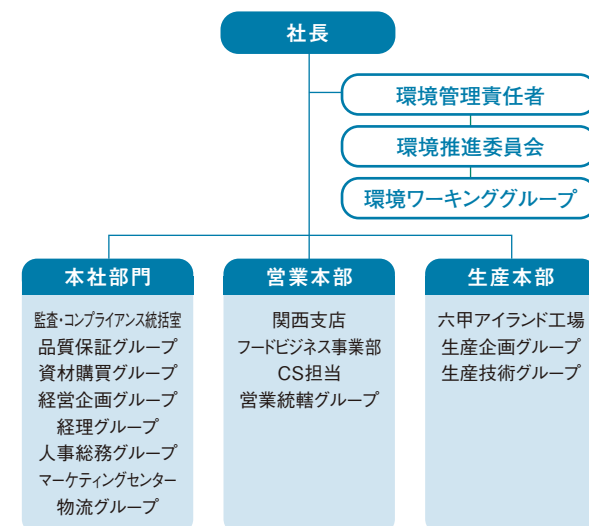 社長
環境管理責任者
環境推進委員会
環境ワーキンググループ
本社部門
監査・コンプライアンス統括室
品質保証グループ
資材購買グループ
経営企画グループ
経理グループ
人事総務グループ
マーケティングセンター
物流グループ
営業本部
関西支店
フードビジネス事業部
CS担当
営業統轄グループ
生産本部
六甲アイランド工場
生産企画グループ
生産技術グループ